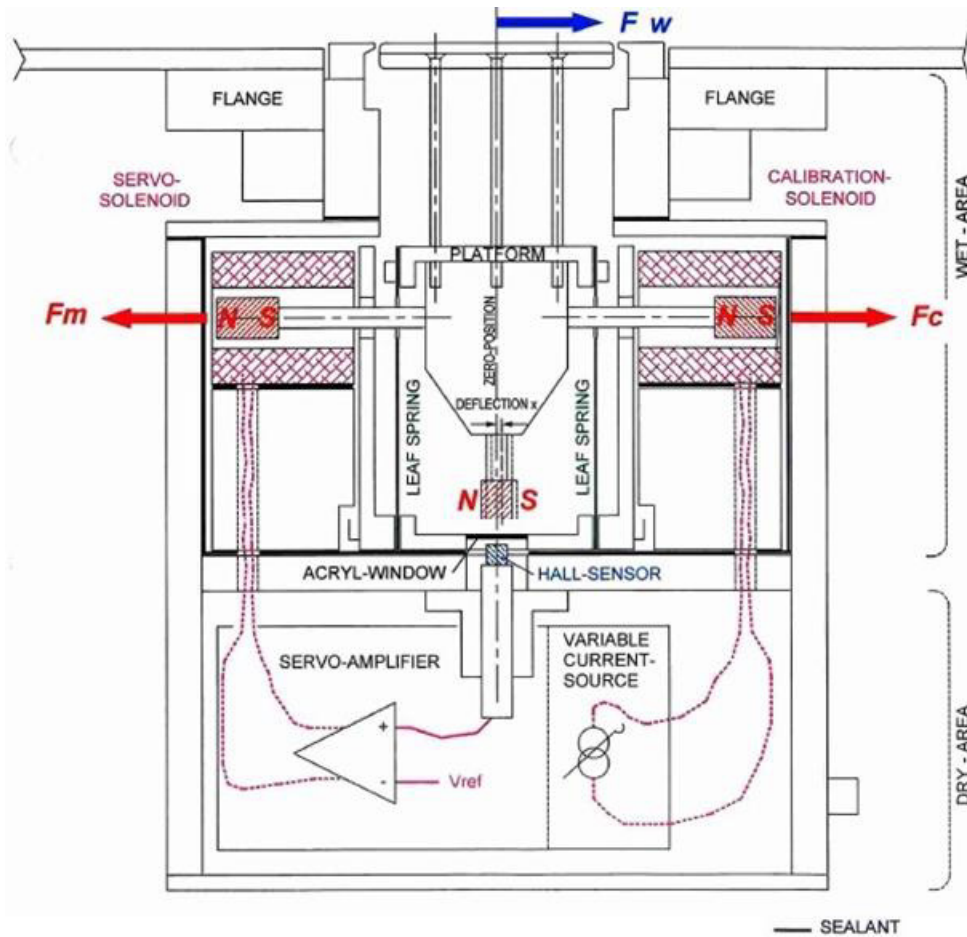 F w
FLANGE
FLANGE
SERVO-
SOLENOID
CALIBRATION-
SOLENOID
WET - AREA
PLATFORM
Fm
N S
ZERO-POSITION
N S
Fc
DEFLECTION x
LEAF SPRING
LEAF SPRING
N S
ACRYL-WINDOW
HALL-SENSOR
SERVO-AMPLIFIER
VARIABLE
CURRENT-
SOURCE
+
-
Vref
DRY - AREA
SEALANT